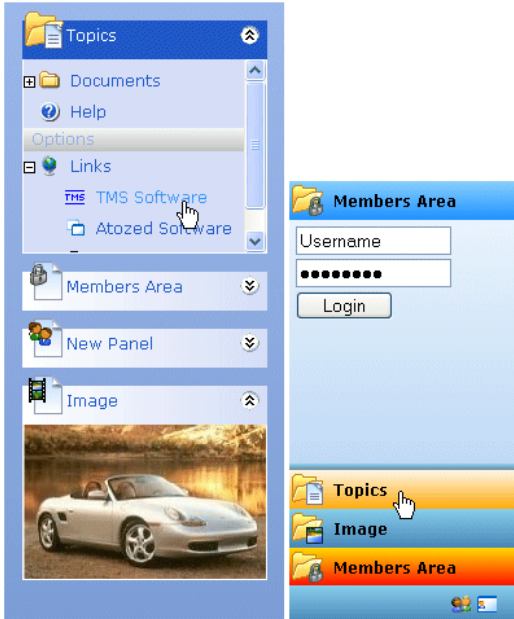 Topics
Documents
Help
Options
Links
TMS TMS Software
Atozed Software
Members Area
New Panel
Image
Members Area
Username
●●●●●●●●
Login
Topics
Image
Members Area